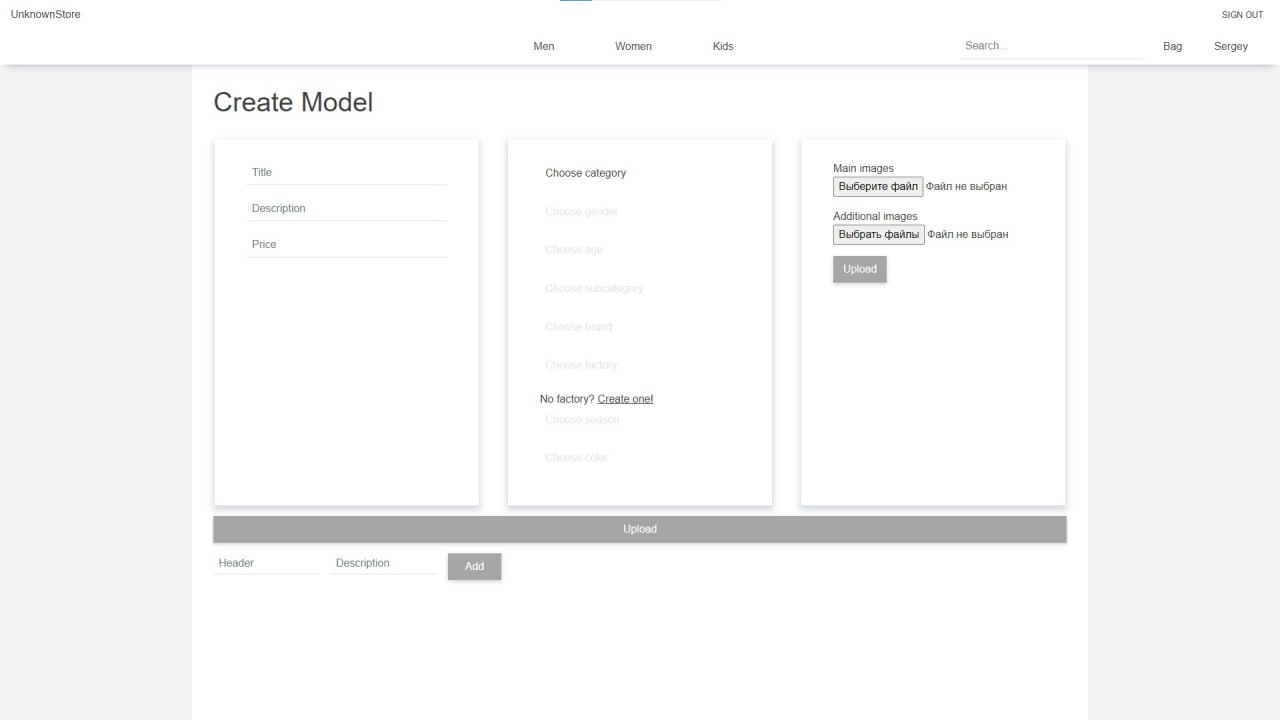 UnknownStore
SIGN OUT
Men Women Kids Search... Bag Sergey
Create Model
Title
Description
Price
Choose category
Choose gender
Choose age
Choose subcategory
Choose brand
Choose factory
No factory? Create one!
Choose season
Choose color
Main images
Выберите файл Файл не выбран
Additional images
Выбрать файлы Файл не выбран
Upload
Upload
Header Description Add